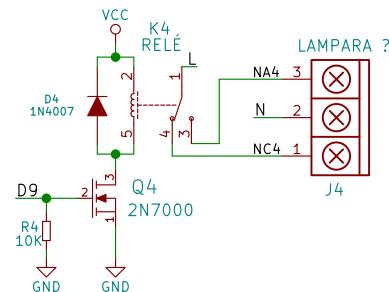 VCC
K4
RELÉ
L
LAMPARA ?
D4
1N4007
2
5
1
4
3
NA4
3
N
2
NC4
1
J4
3
Q4
2N7000
D9
2
1
R4
10K
GND
GND